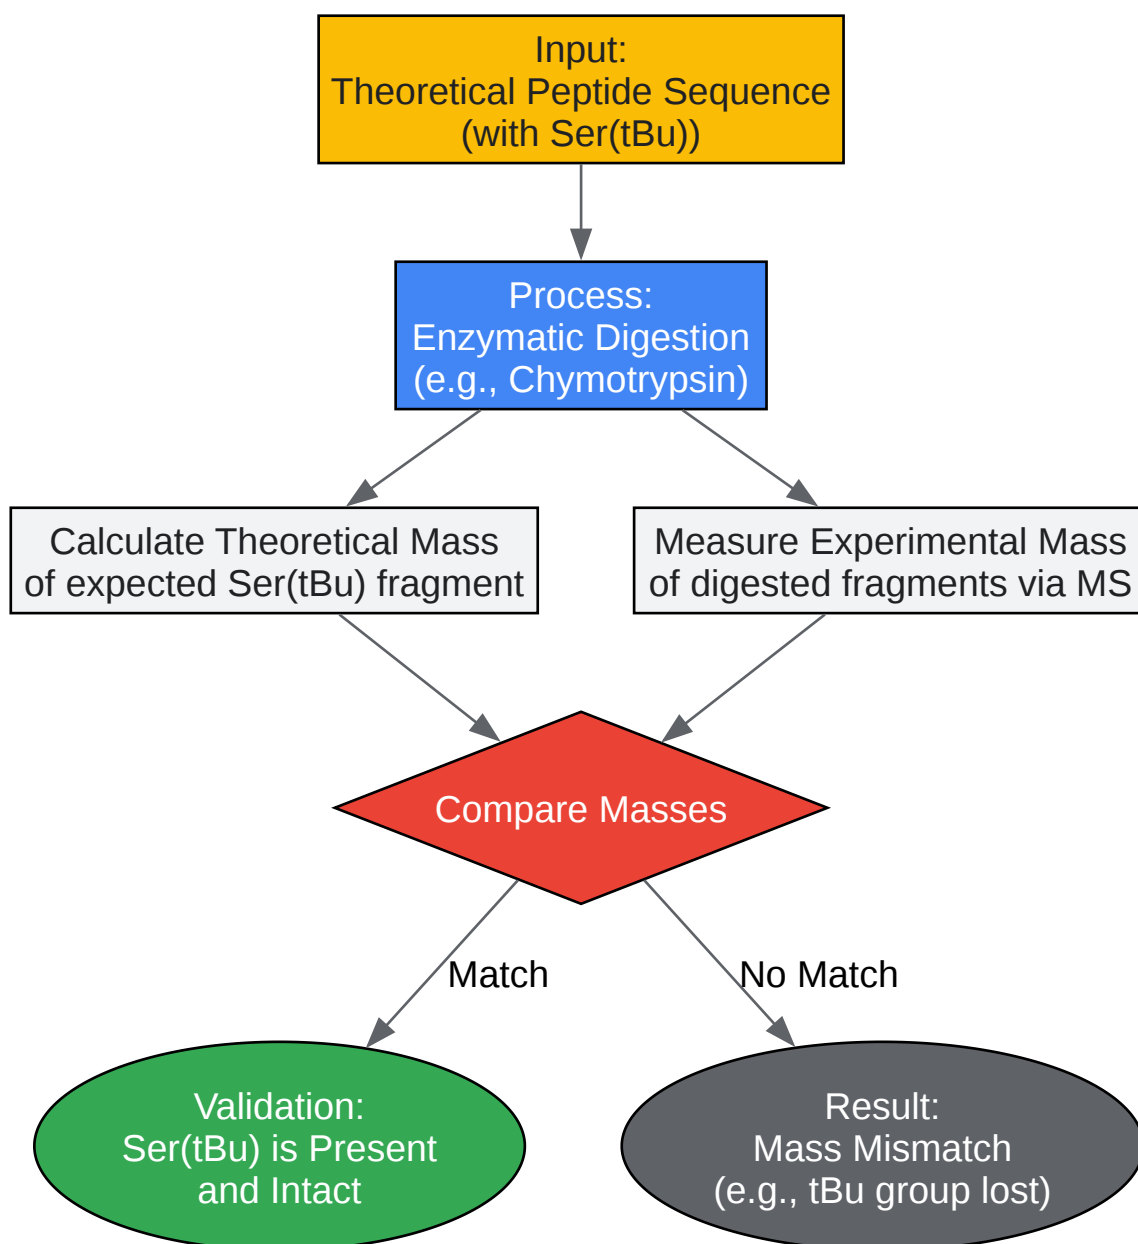 Input:
Theoretical Peptide Sequence
(with Ser(tBu))
Process:
Enzymatic Digestion
(e.g., Chymotrypsin)
Calculate Theoretical Mass
of expected Ser(tBu) fragment
Measure Experimental Mass
of digested fragments via MS
Compare Masses
Match
No Match
Validation:
Ser(tBu) is Present
and Intact
Result:
Mass Mismatch
(e.g., tBu group lost)